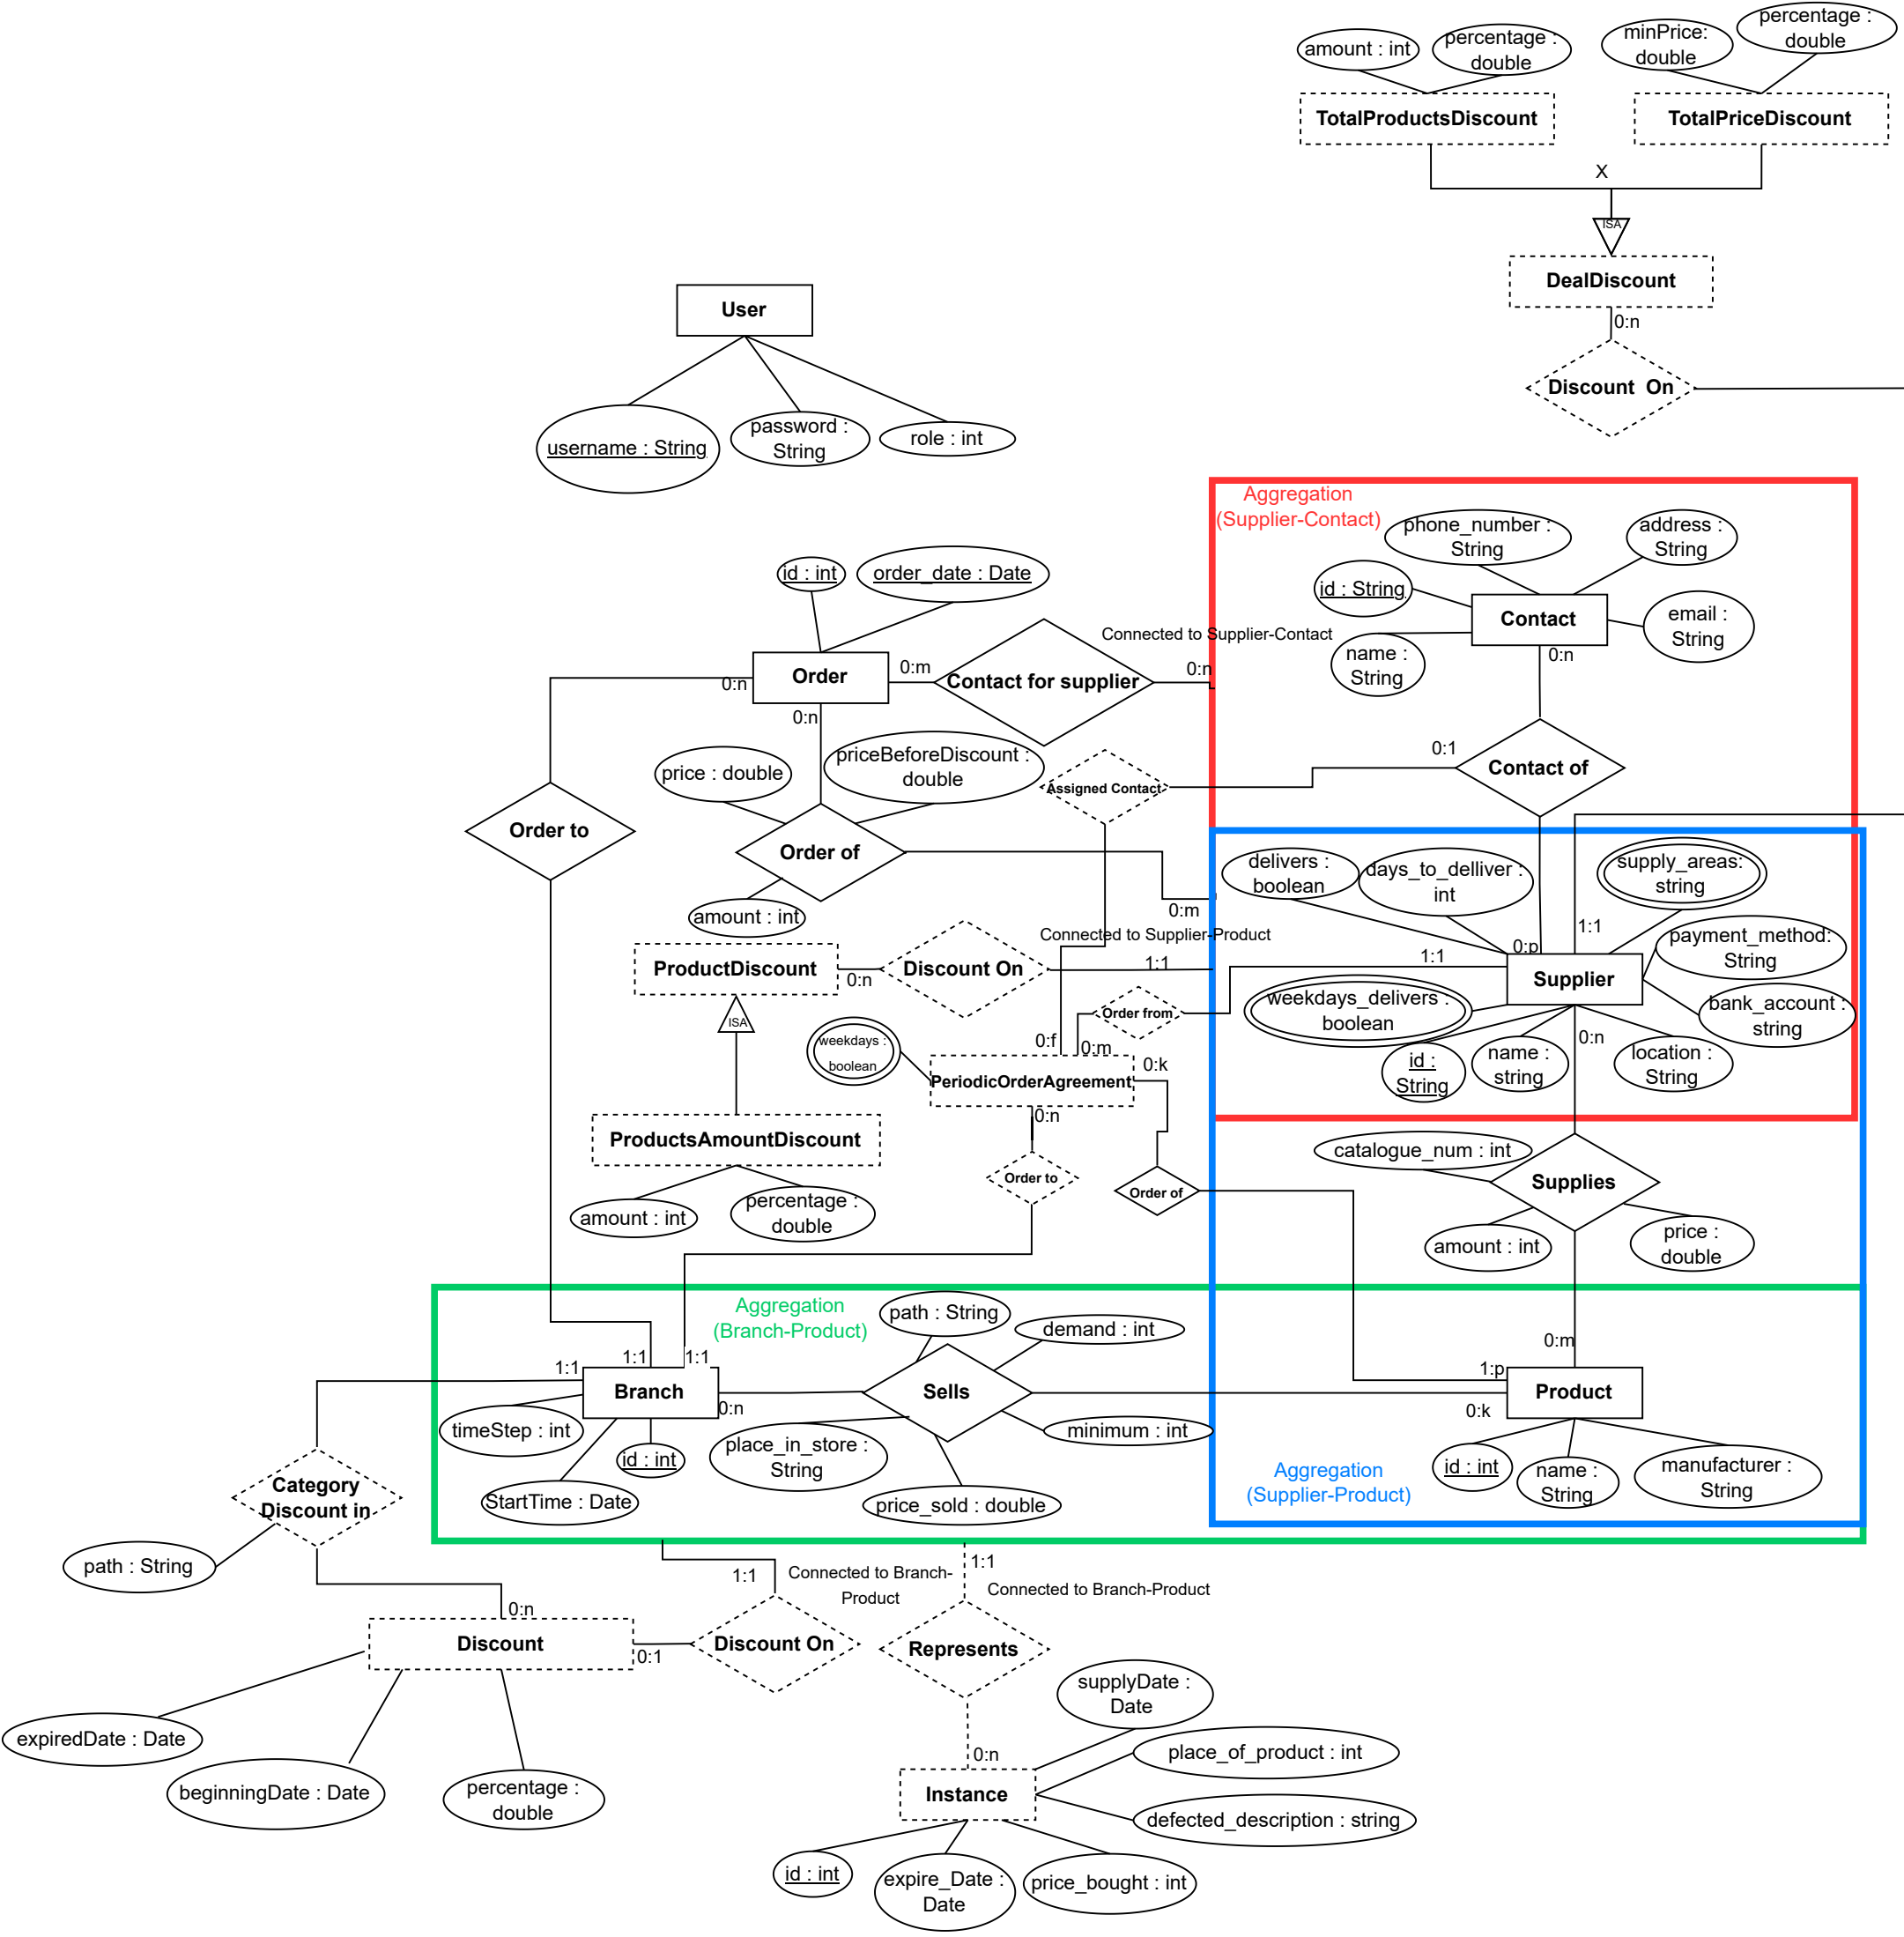 amount : int
percentage :
double
minPrice:
double
percentage :
double
TotalProductsDiscount
TotalPriceDiscount
X
ISA
DealDiscount
0:n
Discount  On
User
username : String
password :
String
role : int
Aggregation
(Supplier-Contact)
phone_number :
String
address :
String
id : String
Contact
email :
String
name :
String
0:n
id : int
order_date : Date
Connected to Supplier-Contact
Order
0:m
Contact for supplier
0:n
0:n
0:n
price : double
priceBeforeDiscount :
double
Assigned Contact
0:1
Contact of
Order to
Order of
amount : int
0:m
delivers :
boolean
days_to_delliver :
int
supply_areas:
string
1:1
0:p
payment_method:
String
Supplier
1:1
weekdays_delivers :
boolean
bank_account :
string
id :
String
name :
string
location :
String
0:n
ProductDiscount
0:n
Discount On
Connected to Supplier-Product
1:1
ISA
Order from
weekdays :
boolean
0:f
0:m
0:k
PeriodicOrderAgreement
0:n
ProductsAmountDiscount
Order to
Order of
amount : int
percentage :
double
catalogue_num : int
Supplies
amount : int
price :
double
Aggregation
(Branch-Product)
path : String
demand : int
0:m
1:1
1:1
1:1
1:p
Branch
0:n
Sells
Product
0:k
timeStep : int
id : int
place_in_store :
String
minimum : int
StartTime : Date
price_sold : double
Aggregation
(Supplier-Product)
id : int
name :
String
manufacturer :
String
Category
Discount in
path : String
1:1
Connected to Branch-
Product
1:1
Connected to Branch-Product
0:n
Discount
0:1
Discount On
Represents
expiredDate : Date
beginningDate : Date
percentage :
double
supplyDate :
Date
0:n
place_of_product : int
Instance
defected_description : string
id : int
expire_Date :
Date
price_bought : int